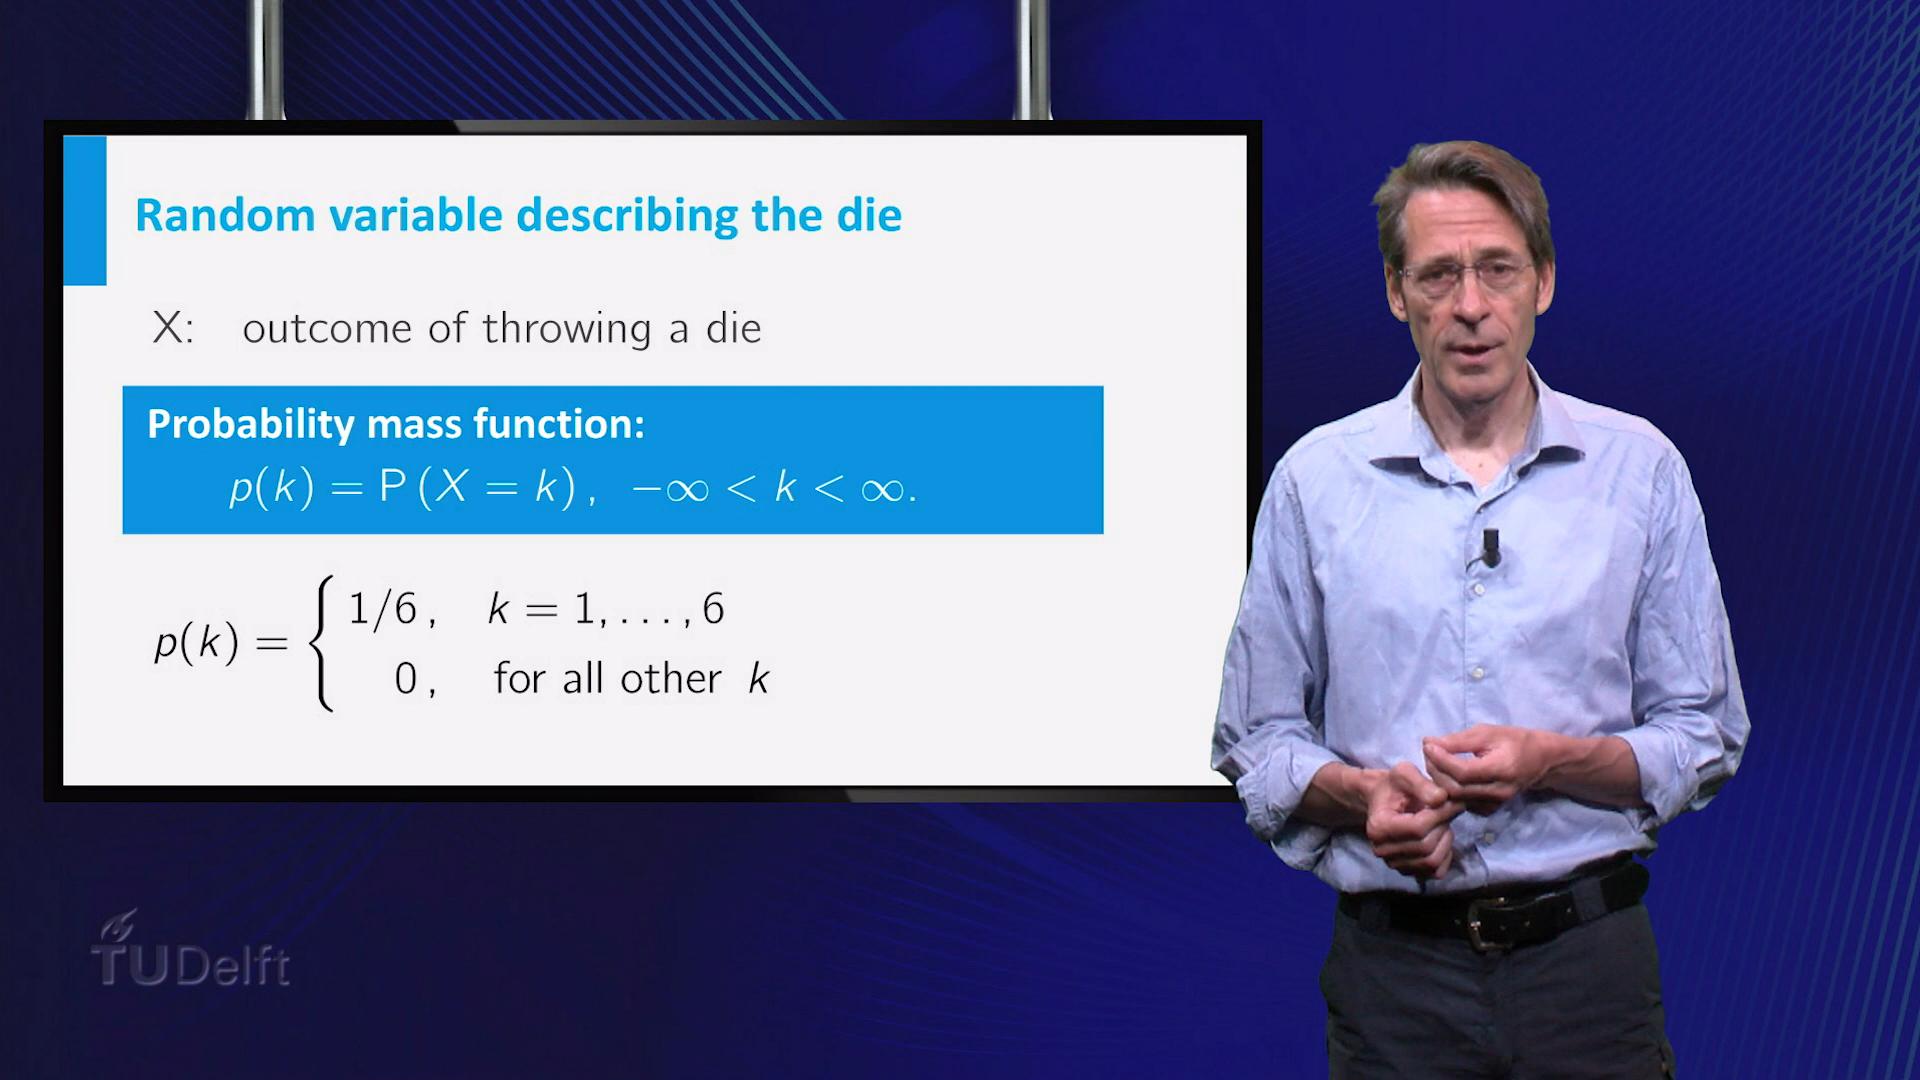 Random variable describing the die
X: outcome of throwing a die
Probability mass function:
p(k) = P (X = k) , −∞ < k < ∞.
p(k) = { 1/6 , k = 1, . . . , 6
0 , for all other k
TUDelft